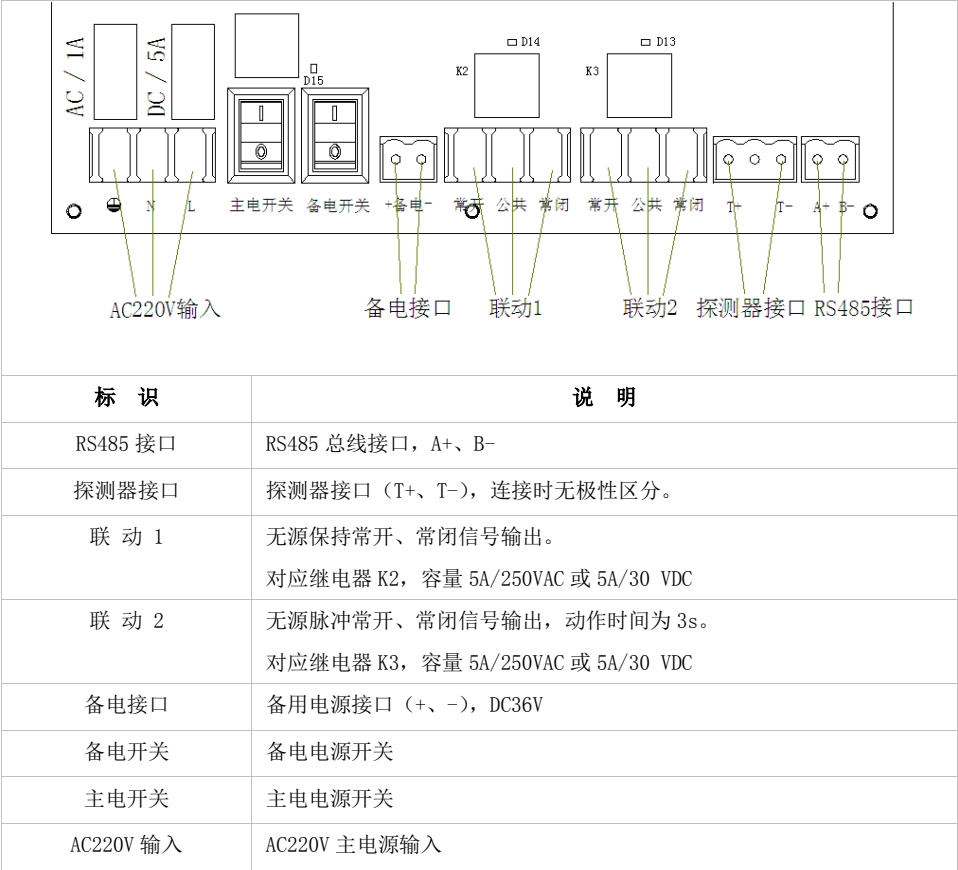 AC / 1A
DC / 5A
D15
K2
D14
K3
D13
N
L
主电开关
备电开关
+备电-
常开
公共
常闭
常开
公共
常闭
T+
T-
A+
B-
AC220V输入
备电接口
联动1
联动2
探测器接口
RS485接口
标 识
说 明
RS485 接口
RS485 总线接口，A+、B-
探测器接口
探测器接口（T+、T-），连接时无极性区分。
联 动 1
无源保持常开、常闭信号输出。
对应继电器 K2，容量 5A/250VAC 或 5A/30 VDC
联 动 2
无源脉冲常开、常闭信号输出，动作时间为 3s。
对应继电器 K3，容量 5A/250VAC 或 5A/30 VDC
备电接口
备用电源接口（+、-），DC36V
备电开关
备电电源开关
主电开关
主电电源开关
AC220V 输入
AC220V 主电源输入